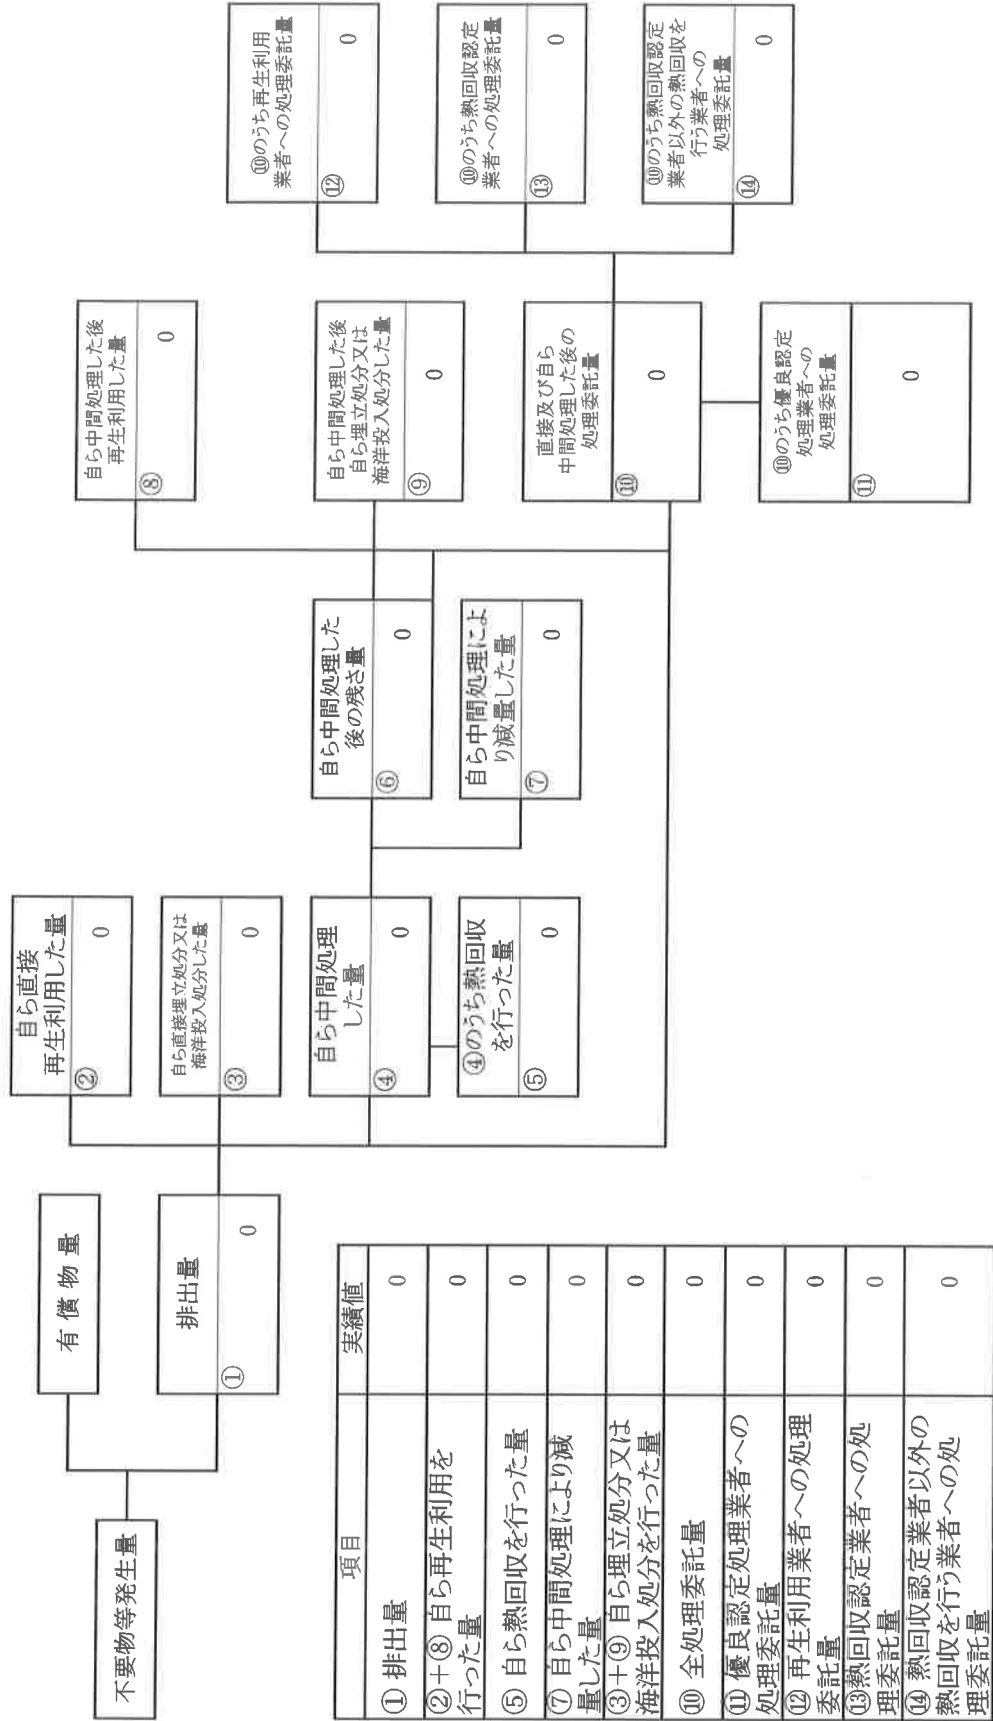 不要物等発生量
有償物量
排出量
① 0
自ら直接
再生利用した量
② 0
自ら直接埋立処分又は
海洋投入処分した量
③ 0
自ら中間処理
した量
④ 0
④のうち熱回収
を行った量
⑤ 0
自ら中間処理した
後の残さ量
⑥ 0
自ら中間処理によ
り減量した量
⑦ 0
自ら中間処理した後
再生利用した量
⑧ 0
自ら中間処理した後
自ら埋立処分又は
海洋投入処分した量
⑨ 0
直接及び自ら
中間処理した後の
処理委託量
⑩ 0
⑩のうち優良認定
処理業者への
処理委託量
⑪ 0
⑩のうち再生利用
業者への処理委託量
⑫ 0
⑩のうち熱回収認定
業者への処理委託量
⑬ 0
⑩のうち熱回収認定
業者以外の熱回収を
行う業者への
処理委託量
⑭ 0
項目 実績値
① 排出量 0
②+⑧ 自ら再生利用を
行った量 0
⑤ 自ら熱回収を行った量 0
⑦ 自ら中間処理により減
量した量 0
③+⑨ 自ら埋立処分又は
海洋投入処分を行った量 0
⑩ 全処理委託量 0
⑪ 優良認定処理業者への
処理委託量 0
⑫ 再生利用業者への処理
委託量 0
⑬熱回収認定業者への処
理委託量 0
⑭ 熱回収認定業者以外の
熱回収を行う業者への処
理委託量 0